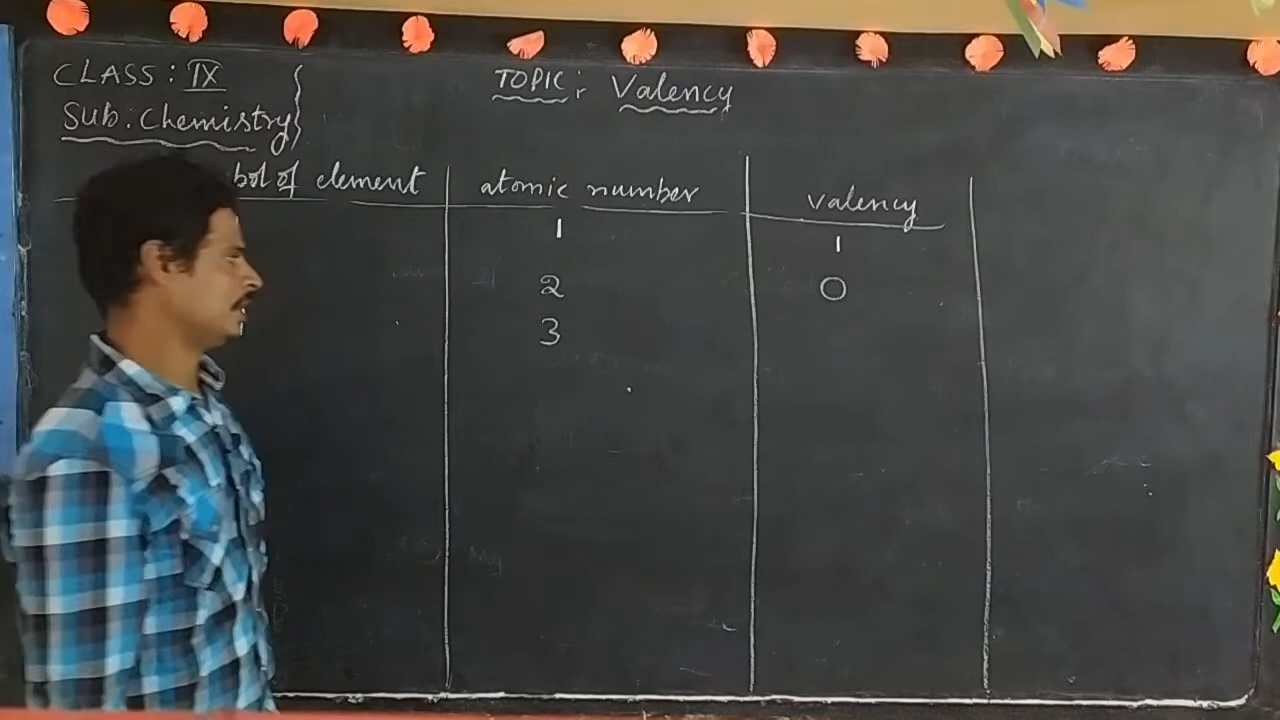 CLASS: IX
TOPIC: Valency
Sub: Chemistry
bol of element atomic number valency
1 1
2 0
3